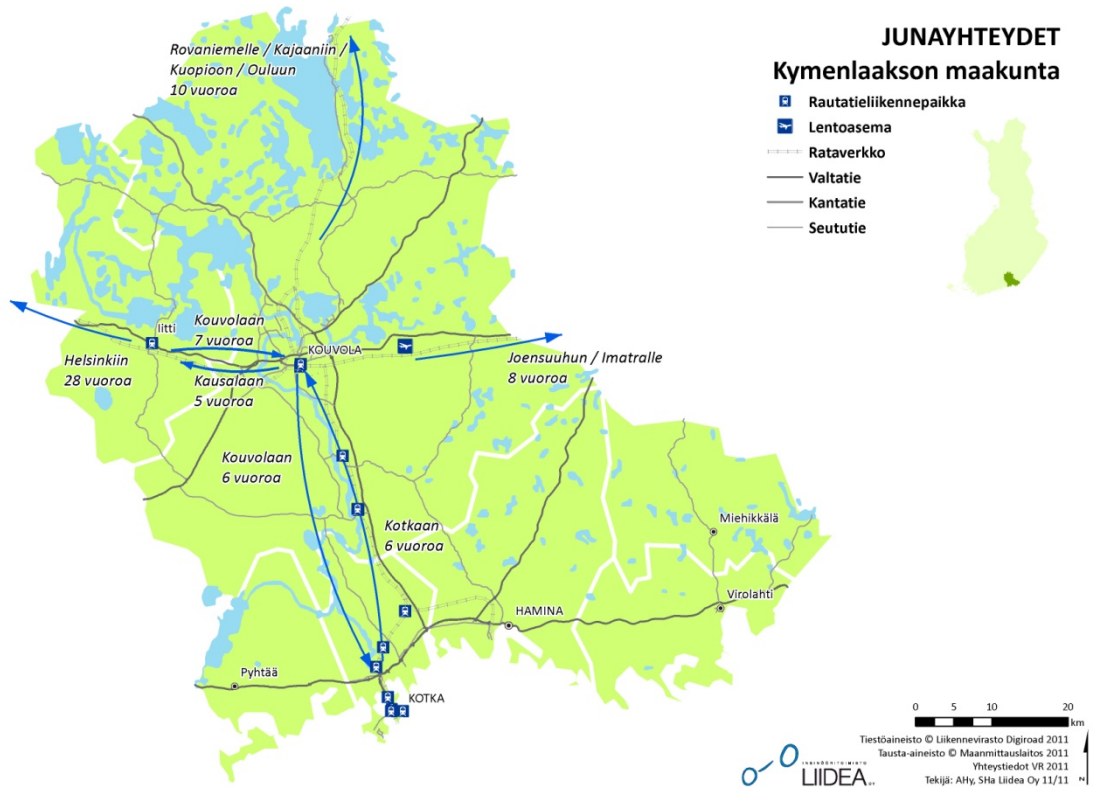 JUNAYHTEYDET
Kymenlaakson maakunta
Rautatieliikennepaikka
Lentoasema
Rataverkko
Valtatie
Kantatie
Seututie
Rovaniemelle / Kajaaniin /
Kuopioon / Ouluun
10 vuoroa
Iitti
Kouvolaan
7 vuoroa
KOUVOLA
Helsinkiin
28 vuoroa
Kausalaan
5 vuoroa
Joensuuhun / Imatralle
8 vuoroa
Kouvolaan
6 vuoroa
Kotkaan
6 vuoroa
Miehikkälä
Virolahti
HAMINA
Pyhtää
KOTKA
0 5 10 20
km
Tiestöaineisto © Liikennevirasto Digiroad 2011
Tausta-aineisto © Maanmittauslaitos 2011
Yhteystiedot VR 2011
Tekijä: AHy, SHa Liidea Oy 11/11
N
INSINÖÖRITOIMISTO
LIIDEA